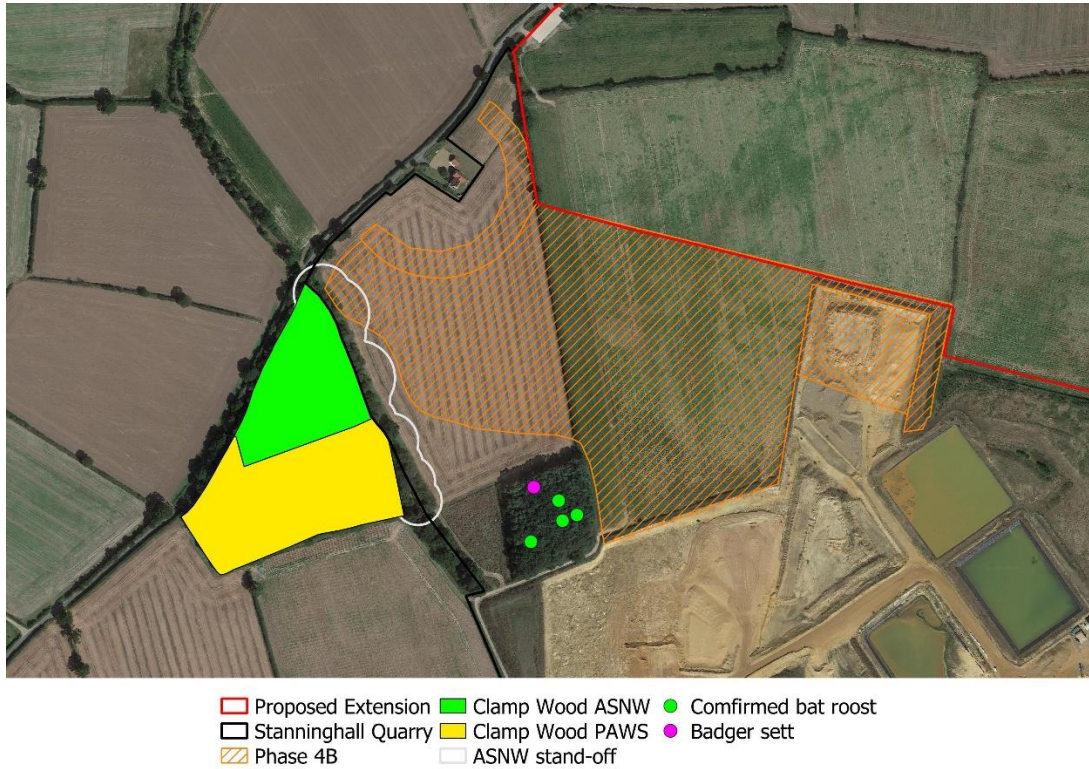 Proposed Extension Clamp Wood ASNW Comfirmed bat roost
Stanninghall Quarry Clamp Wood PAWS Badger sett
Phase 4B ASNW stand-off